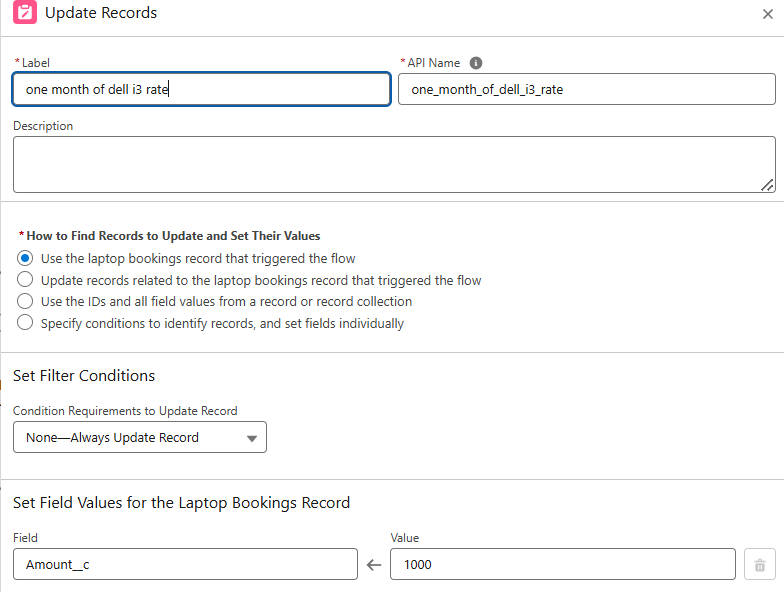 Update Records
* Label
* API Name
one month of dell i3 rate
one_month_of_dell_i3_rate
Description
* How to Find Records to Update and Set Their Values
Use the laptop bookings record that triggered the flow
Update records related to the laptop bookings record that triggered the flow
Use the IDs and all field values from a record or record collection
Specify conditions to identify records, and set fields individually
Set Filter Conditions
Condition Requirements to Update Record
None—Always Update Record
Set Field Values for the Laptop Bookings Record
Field
Value
Amount__c
1000